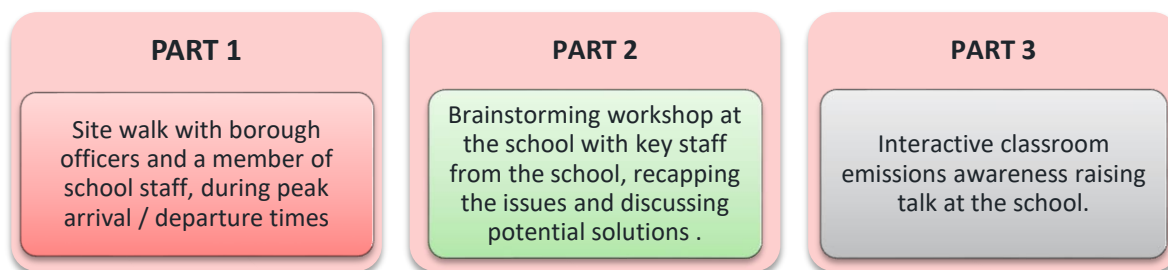 PART 1
Site walk with borough
officers and a member of
school staff, during peak
arrival / departure times
PART 2
Brainstorming workshop at
the school with key staff
from the school, recapping
the issues and discussing
potential solutions .
PART 3
Interactive classroom
emissions awareness raising
talk at the school.